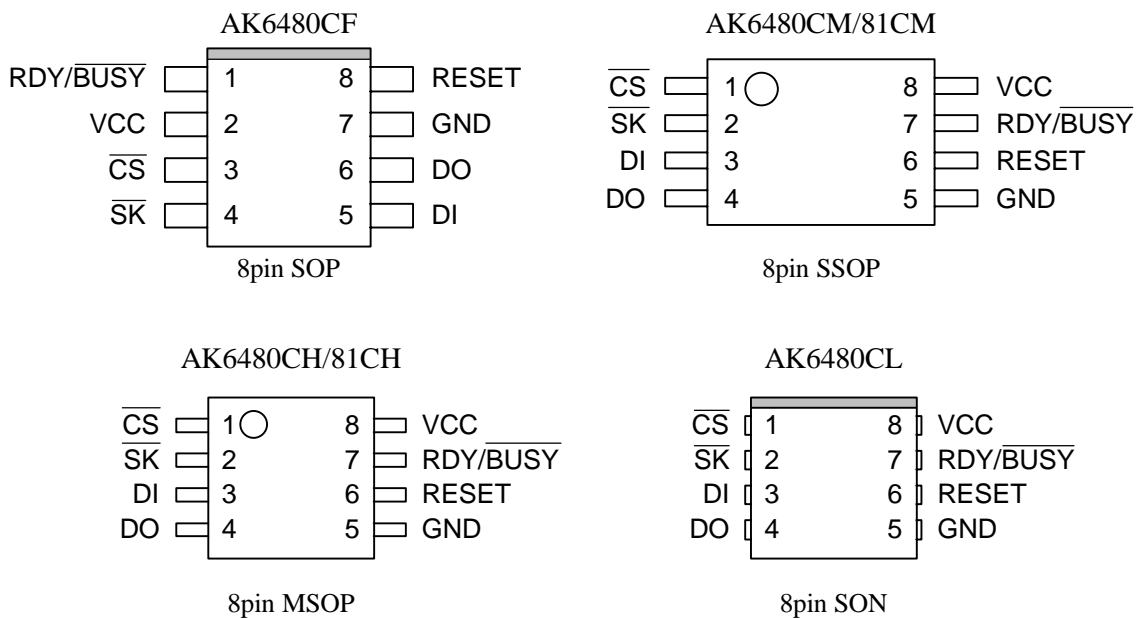 AK6480CF
RDY/BUSY 1 8 RESET
VCC 2 7 GND
CS 3 6 DO
SK 4 5 DI
8pin SOP
AK6480CM/81CM
CS 1 8 VCC
SK 2 7 RDY/BUSY
DI 3 6 RESET
DO 4 5 GND
8pin SSOP
AK6480CH/81CH
CS 1 8 VCC
SK 2 7 RDY/BUSY
DI 3 6 RESET
DO 4 5 GND
8pin MSOP
AK6480CL
CS 1 8 VCC
SK 2 7 RDY/BUSY
DI 3 6 RESET
DO 4 5 GND
8pin SON